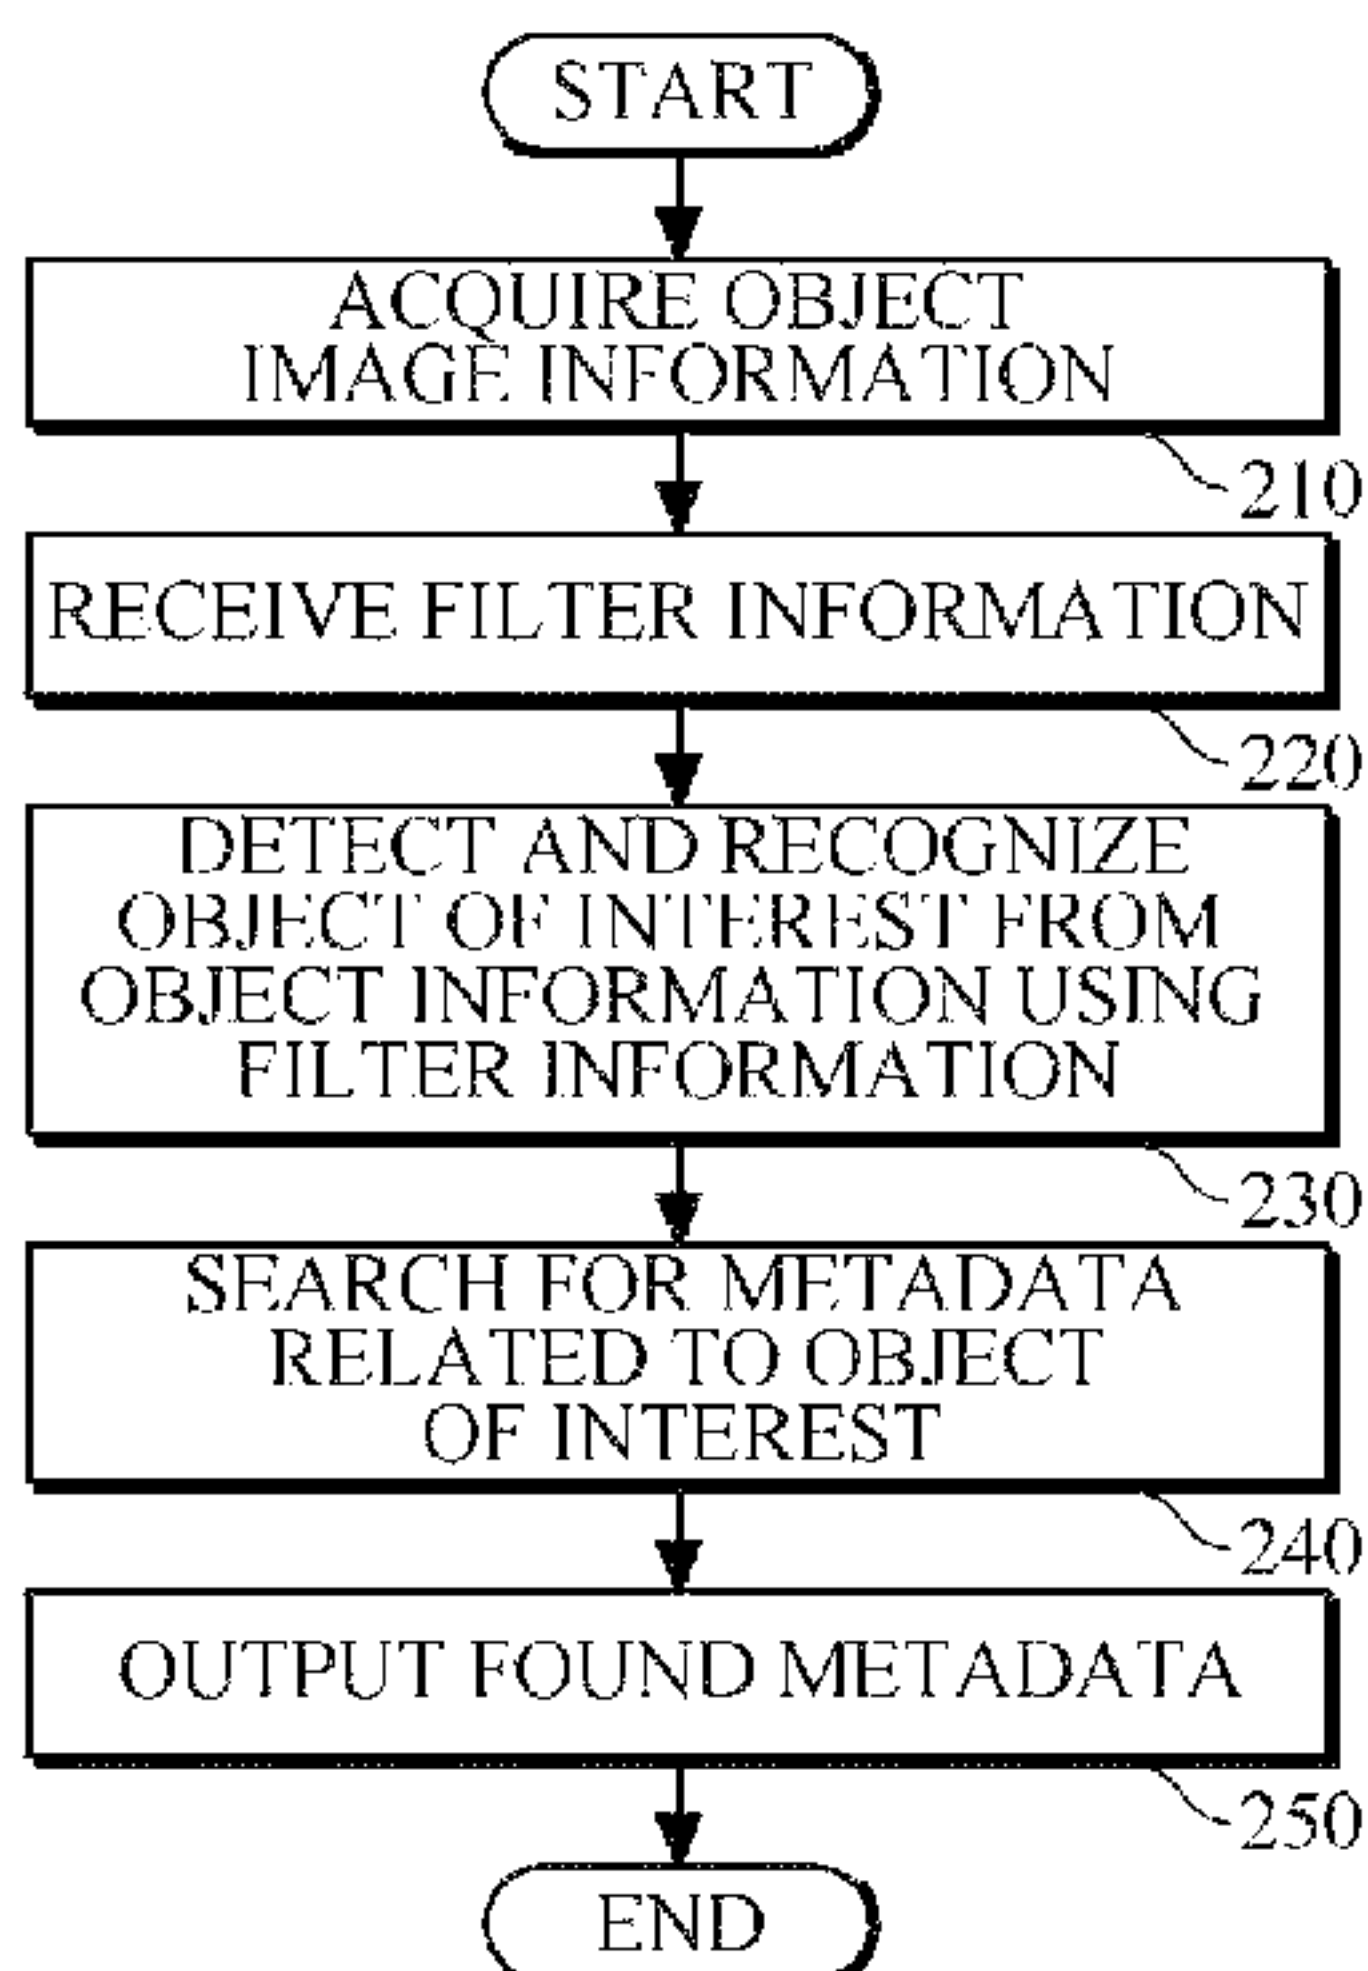 START
ACQUIRE OBJECT
IMAGE INFORMATION
210
RECEIVE FILTER INFORMATION
220
DETECT AND RECOGNIZE
OBJECT OF INTEREST FROM
OBJECT INFORMATION USING
FILTER INFORMATION
230
SEARCH FOR METADATA
RELATED TO OBJECT
OF INTEREST
240
OUTPUT FOUND METADATA
250
END